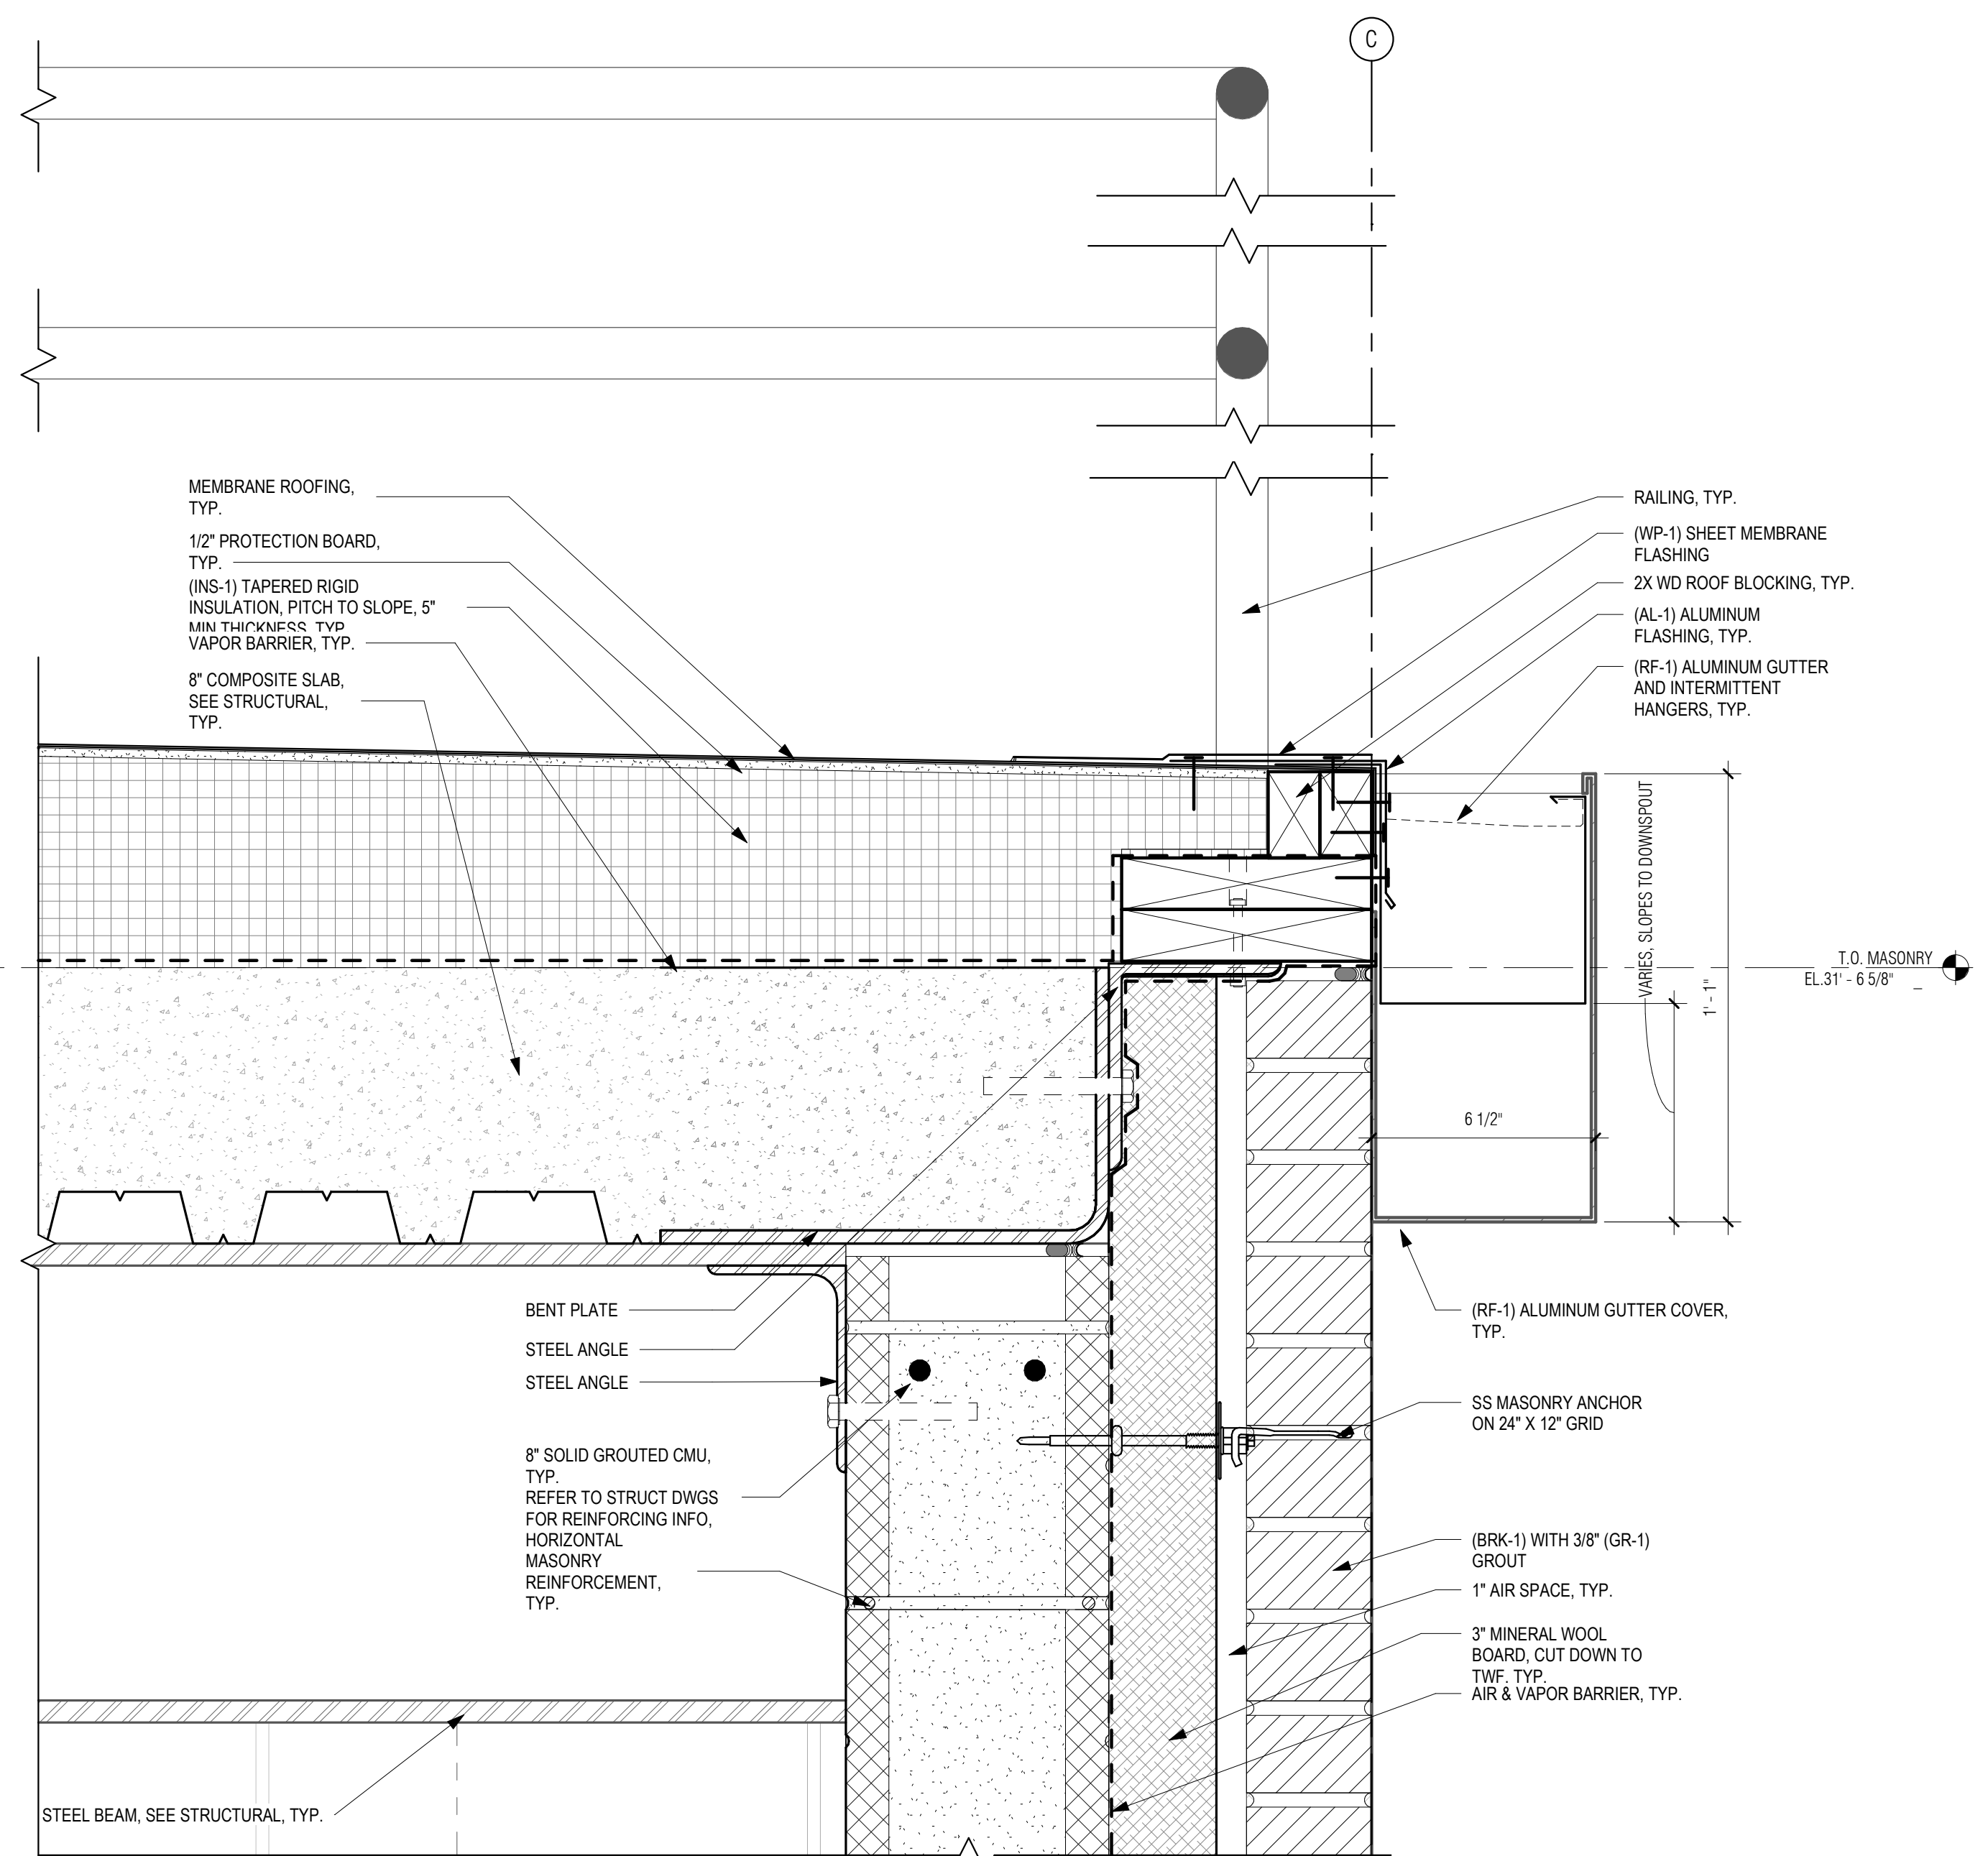 C
MEMBRANE ROOFING,
TYP.
1/2" PROTECTION BOARD,
TYP.
(INS-1) TAPERED RIGID
INSULATION, PITCH TO SLOPE, 5"
MIN THICKNESS, TYP.
VAPOR BARRIER, TYP.
8" COMPOSITE SLAB,
SEE STRUCTURAL,
TYP.
RAILING, TYP.
(WP-1) SHEET MEMBRANE
FLASHING
2X WD ROOF BLOCKING, TYP.
(AL-1) ALUMINUM
FLASHING, TYP.
(RF-1) ALUMINUM GUTTER
AND INTERMITTENT
HANGERS, TYP.
VARIES, SLOPES TO DOWNSPOUT
1' - 1"
T.O. MASONRY
EL.31' - 6 5/8"
6 1/2"
BENT PLATE
STEEL ANGLE
STEEL ANGLE
8" SOLID GROUTED CMU,
TYP.
REFER TO STRUCT DWGS
FOR REINFORCING INFO,
HORIZONTAL
MASONRY
REINFORCEMENT,
TYP.
STEEL BEAM, SEE STRUCTURAL, TYP.
(RF-1) ALUMINUM GUTTER COVER,
TYP.
SS MASONRY ANCHOR
ON 24" X 12" GRID
(BRK-1) WITH 3/8" (GR-1)
GROUT
1" AIR SPACE, TYP.
3" MINERAL WOOL
BOARD, CUT DOWN TO
TWF. TYP.
AIR & VAPOR BARRIER, TYP.